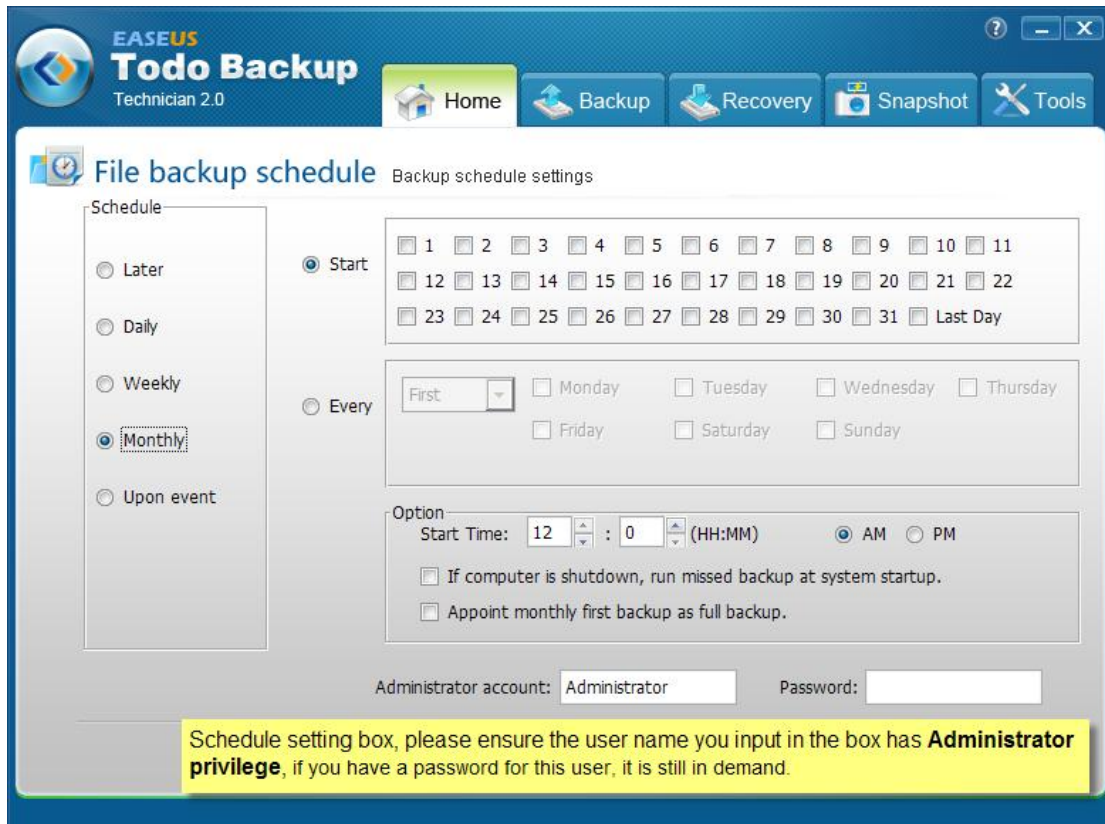 EASEUS
Todo Backup
Technician 2.0
?
Home
Backup
Recovery
Snapshot
Tools
File backup schedule Backup schedule settings
Schedule
Later
Daily
Weekly
Monthly
Upon event
Start
1 2 3 4 5 6 7 8 9 10 11
12 13 14 15 16 17 18 19 20 21 22
23 24 25 26 27 28 29 30 31 Last Day
Every
First Monday Tuesday Wednesday Thursday
Friday Saturday Sunday
Option
Start Time: 12 : 0 (HH:MM) AM PM
If computer is shutdown, run missed backup at system startup.
Appoint monthly first backup as full backup.
Administrator account: Administrator Password:
Schedule setting box, please ensure the user name you input in the box has Administrator
privilege, if you have a password for this user, it is still in demand.